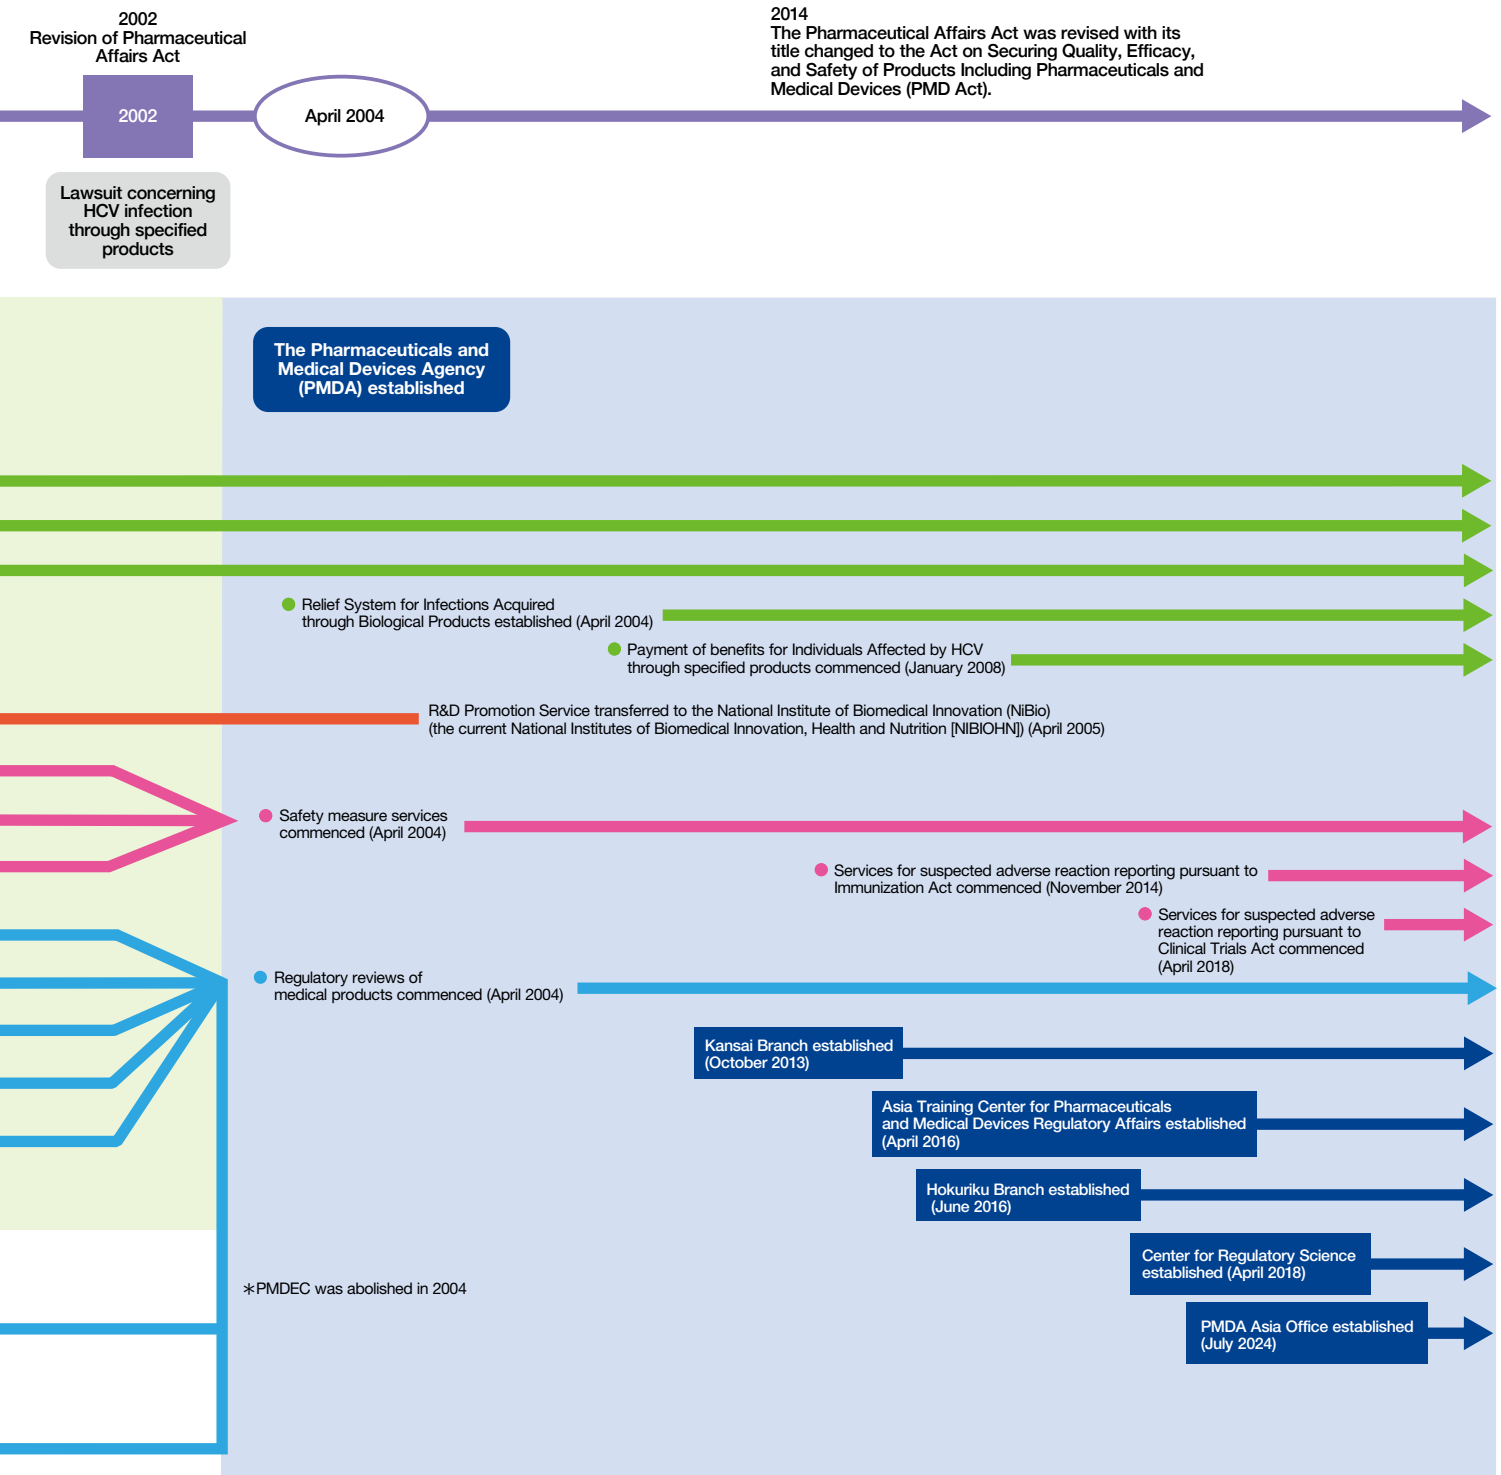 2002
Revision of Pharmaceutical
Affairs Act
2014
The Pharmaceutical Affairs Act was revised with its
title changed to the Act on Securing Quality, Efficacy,
and Safety of Products Including Pharmaceuticals and
Medical Devices (PMD Act).
2002
April 2004
Lawsuit concerning
HCV infection
through specified
products
The Pharmaceuticals and
Medical Devices Agency
(PMDA) established
Relief System for Infections Acquired
through Biological Products established (April 2004)
Payment of benefits for Individuals Affected by HCV
through specified products commenced (January 2008)
R&D Promotion Service transferred to the National Institute of Biomedical Innovation (NiBio)
(the current National Institutes of Biomedical Innovation, Health and Nutrition [NIBIOHN]) (April 2005)
Safety measure services
commenced (April 2004)
Services for suspected adverse reaction reporting pursuant to
Immunization Act commenced (November 2014)
Services for suspected adverse
reaction reporting pursuant to
Clinical Trials Act commenced
(April 2018)
Regulatory reviews of
medical products commenced (April 2004)
Kansai Branch established
(October 2013)
Asia Training Center for Pharmaceuticals
and Medical Devices Regulatory Affairs established
(April 2016)
Hokuriku Branch established
(June 2016)
Center for Regulatory Science
established (April 2018)
＊PMDEC was abolished in 2004
PMDA Asia Office established
(July 2024)